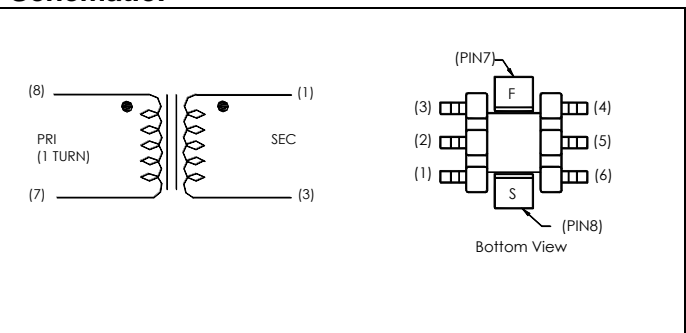 Schematic:
(8)
(1)
PRI
(1 TURN)
SEC
(7)
(3)
(PIN7)
F
(3)
(4)
(2)
(5)
(1)
(6)
S
(PIN8)
Bottom View